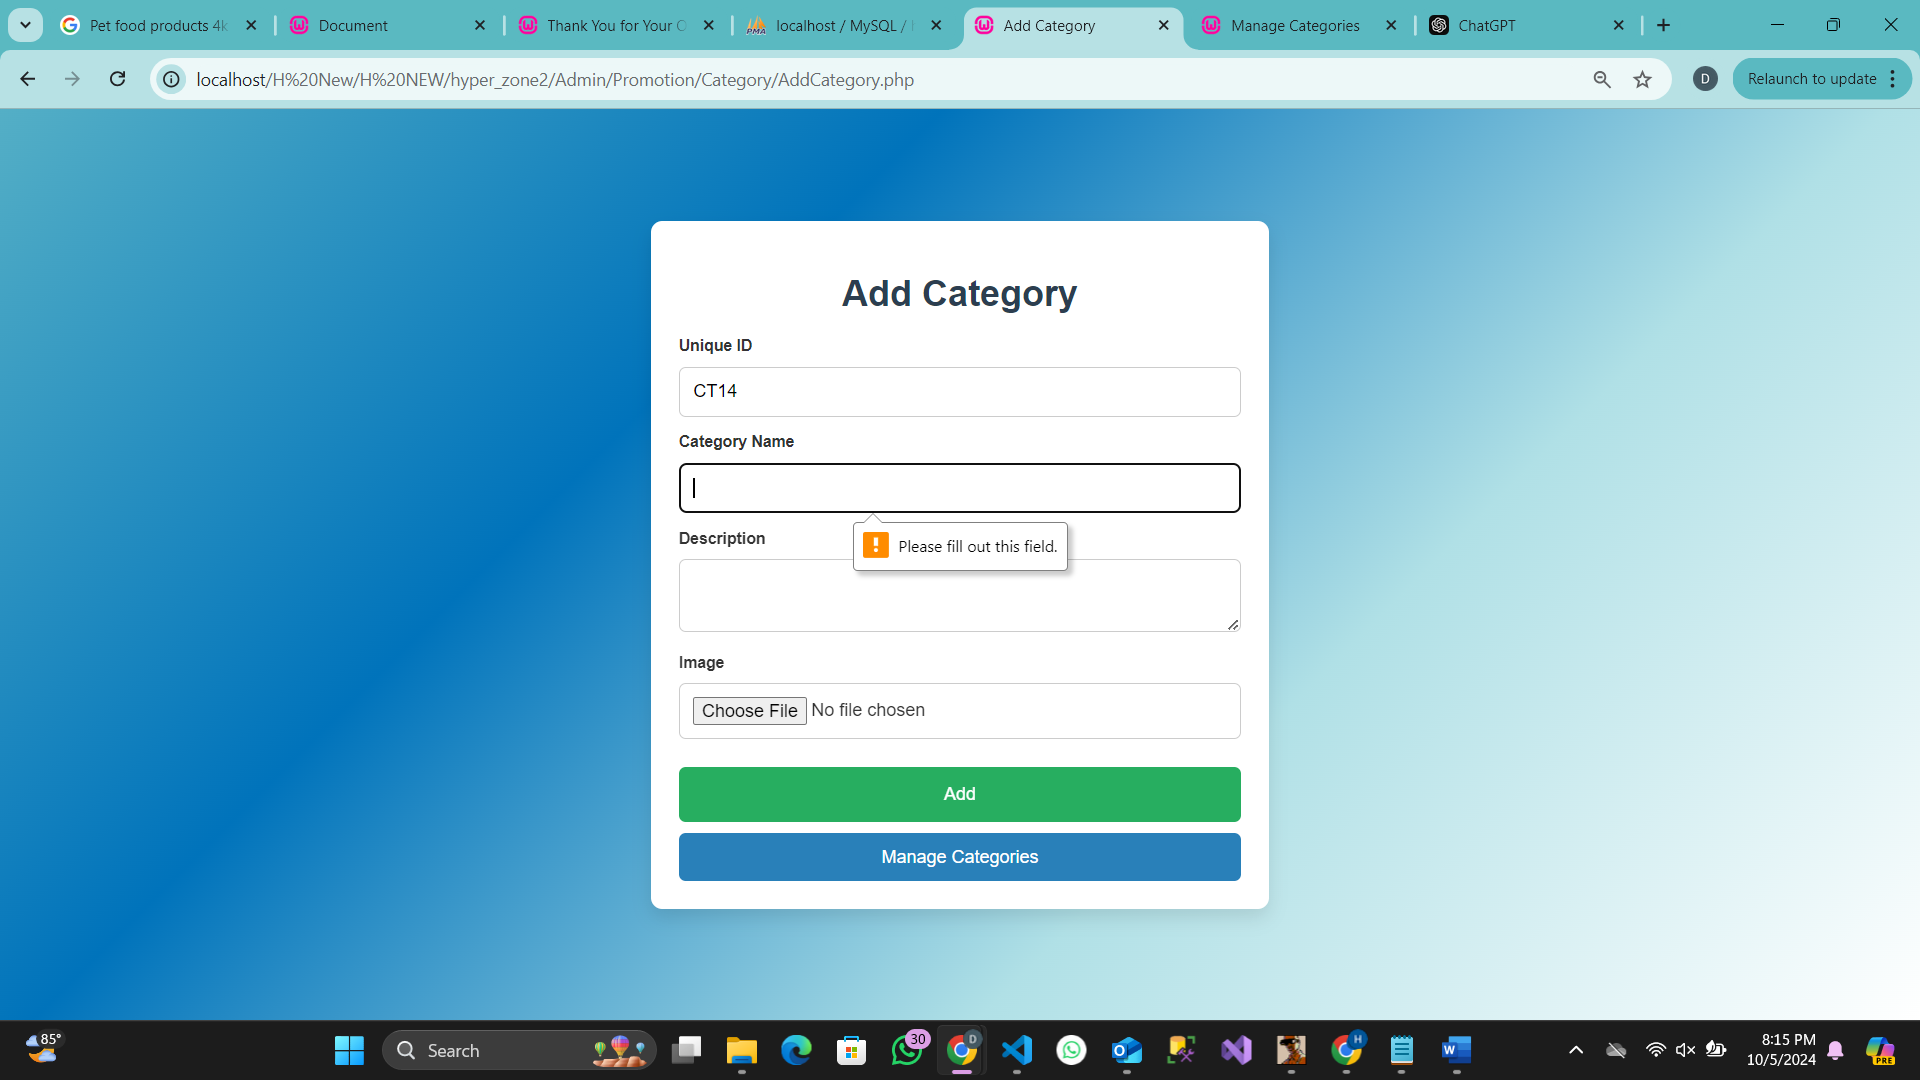 Pet food products 4k
Document
Thank You for Your O
localhost / MySQL /
Add Category
Manage Categories
ChatGPT
localhost/H%20New/H%20NEW/hyper_zone2/Admin/Promotion/Category/AddCategory.php
D
Relaunch to update
Add Category
Unique ID
CT14
Category Name
Please fill out this field.
Description
Image
Choose File No file chosen
Add
Manage Categories
85°
Search
30
D
H
8:15 PM
10/5/2024
PRE